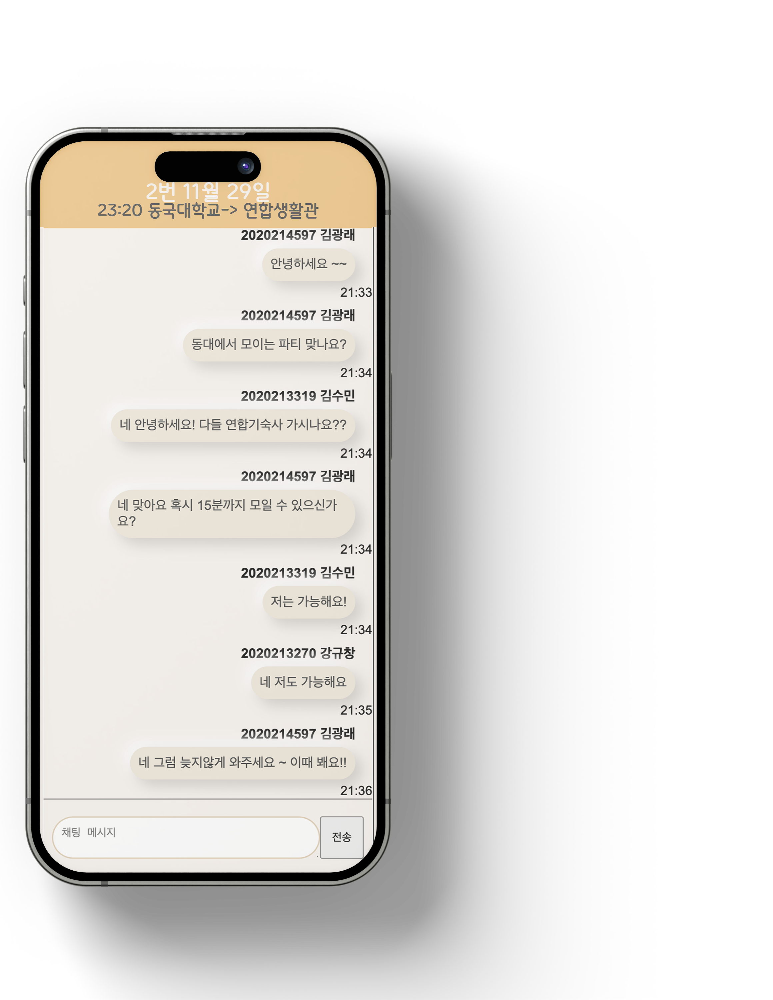 2번 11월 29일
23:20 동국대학교-> 연합생활관
2020214597 김광래
안녕하세요 ~~
21:33
2020214597 김광래
동대에서 모이는 파티 맞나요?
21:34
2020213319 김수민
네 안녕하세요! 다들 연합기숙사 가시나요??
21:34
2020214597 김광래
네 맞아요 혹시 15분까지 모일 수 있으신가
요?
21:34
2020213319 김수민
저는 가능해요!
21:34
2020213270 강규창
네 저도 가능해요
21:35
2020214597 김광래
네 그럼 늦지않게 와주세요 ~ 이때 봬요!!
21:36
채팅 메시지
전송